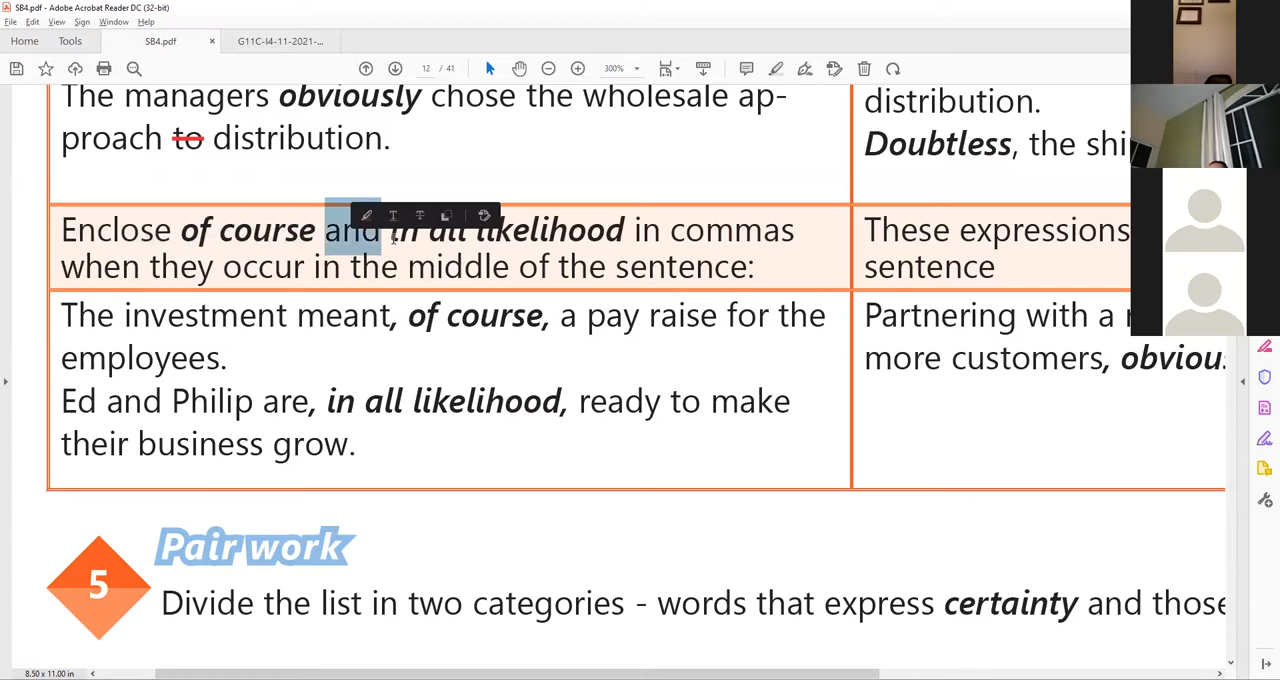 SB4.pdf - Adobe Acrobat Reader DC (32-bit)
File Edit View Sign Window Help
Home Tools SB4.pdf × G11C-I4-11-2021-...
12 / 41 300%
The managers obviously chose the wholesale ap-
proach to distribution.
distribution.
Doubtless, the shi
Enclose of course and in all likelihood in commas
when they occur in the middle of the sentence:
These expressions
sentence
The investment meant, of course, a pay raise for the
employees.
Ed and Philip are, in all likelihood, ready to make
their business grow.
Partnering with a
more customers, obvious
Pair work
5
Divide the list in two categories - words that express certainty and those
8.50 x 11.00 in